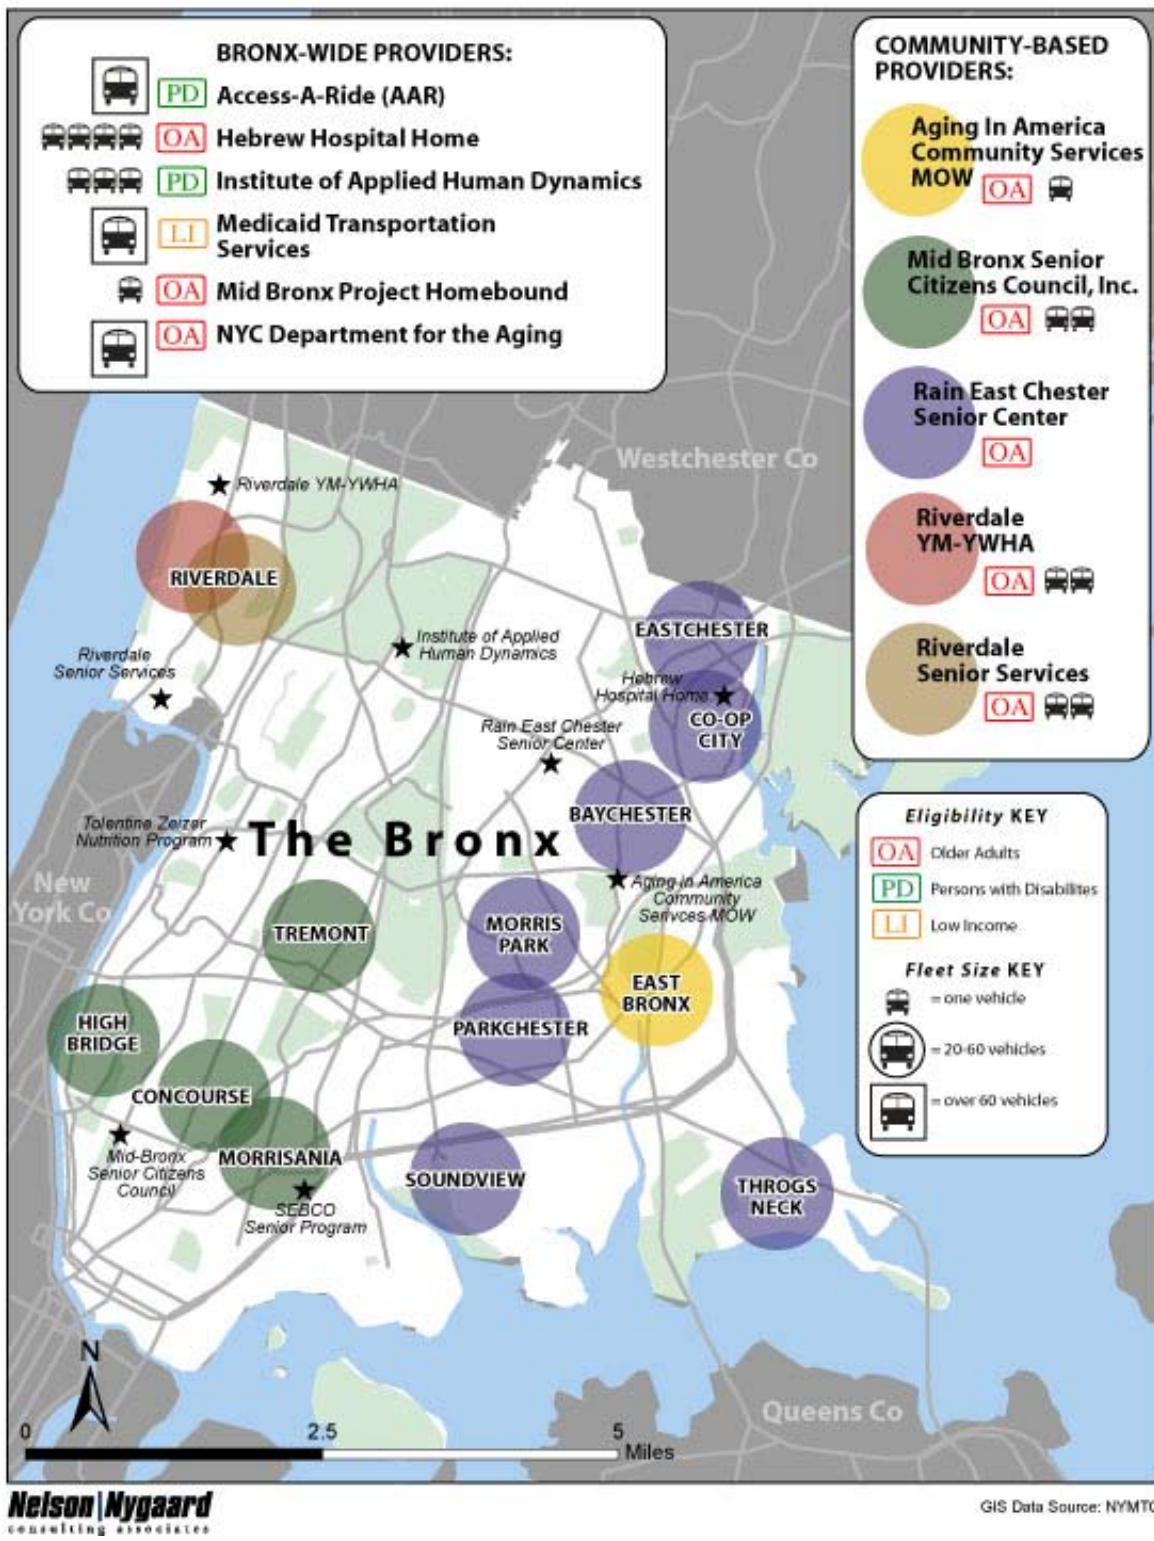 BRONX-WIDE PROVIDERS:
PD Access-A-Ride (AAR)
OA Hebrew Hospital Home
PD Institute of Applied Human Dynamics
LI Medicaid Transportation
Services
OA Mid Bronx Project Homebound
OA NYC Department for the Aging
COMMUNITY-BASED
PROVIDERS:
Aging In America
Community Services
MOW OA
Mid Bronx Senior
Citizens Council, Inc.
OA
Rain East Chester
Senior Center
OA
Riverdale
YM-YWHA
OA
Riverdale
Senior Services
OA
Westchester Co
Riverdale YM-YWHA
RIVERDALE
Institute of Applied
Human Dynamics
Riverdale
Senior Services
EASTCHESTER
Hebrew
Hospital Home
CO-OP
CITY
Rain East Chester
Senior Center
BAYCHESTER
Tolentine Zeizer
Nutrition Program
The Bronx
New
York Co
Aging In America
Community
Servces MOW
TREMONT
MORRIS
PARK
EAST
BRONX
HIGH
BRIDGE
PARKCHESTER
CONCOURSE
Mid-Bronx
Senior Citizens
Council
MORRISANIA
SOUNDVIEW
THROGS
NECK
SEBCO
Senior Program
Eligibility KEY
OA Older Adults
PD Persons with Disabilites
LI Low Income
Fleet Size KEY
= one vehicle
= 20-60 vehicles
= over 60 vehicles
N
0 2.5 5
Miles
Queens Co
Nelson|Nygaard
consulting associates
GIS Data Source: NYMTC